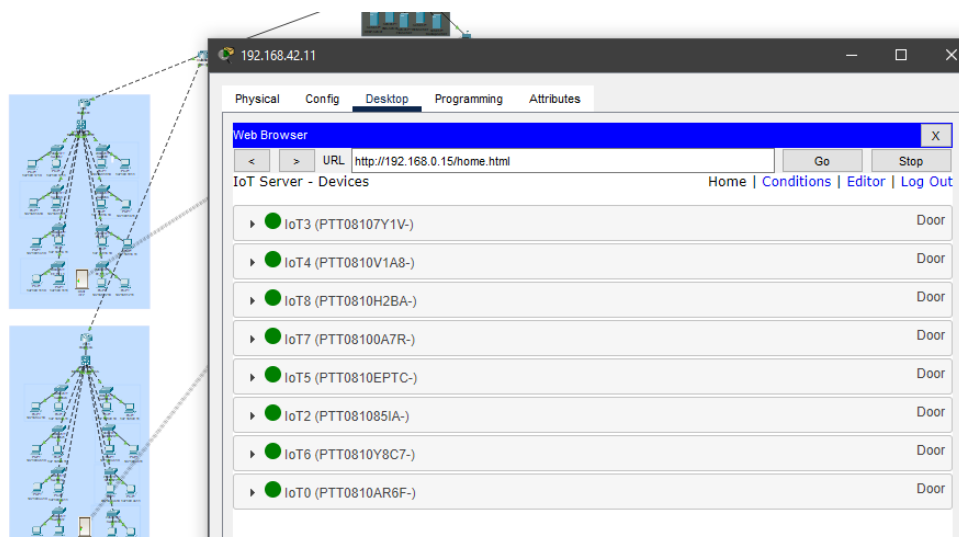 192.168.42.11
Physical Config Desktop Programming Attributes
Web Browser X
< > URL http://192.168.0.15/home.html Go Stop
IoT Server - Devices Home | Conditions | Editor | Log Out
IoT3 (PTT08107Y1V-) Door
IoT4 (PTT0810V1A8-) Door
IoT8 (PTT0810H2BA-) Door
IoT7 (PTT08100A7R-) Door
IoT5 (PTT0810EPTC-) Door
IoT2 (PTT081085IA-) Door
IoT6 (PTT0810Y8C7-) Door
IoT0 (PTT0810AR6F-) Door